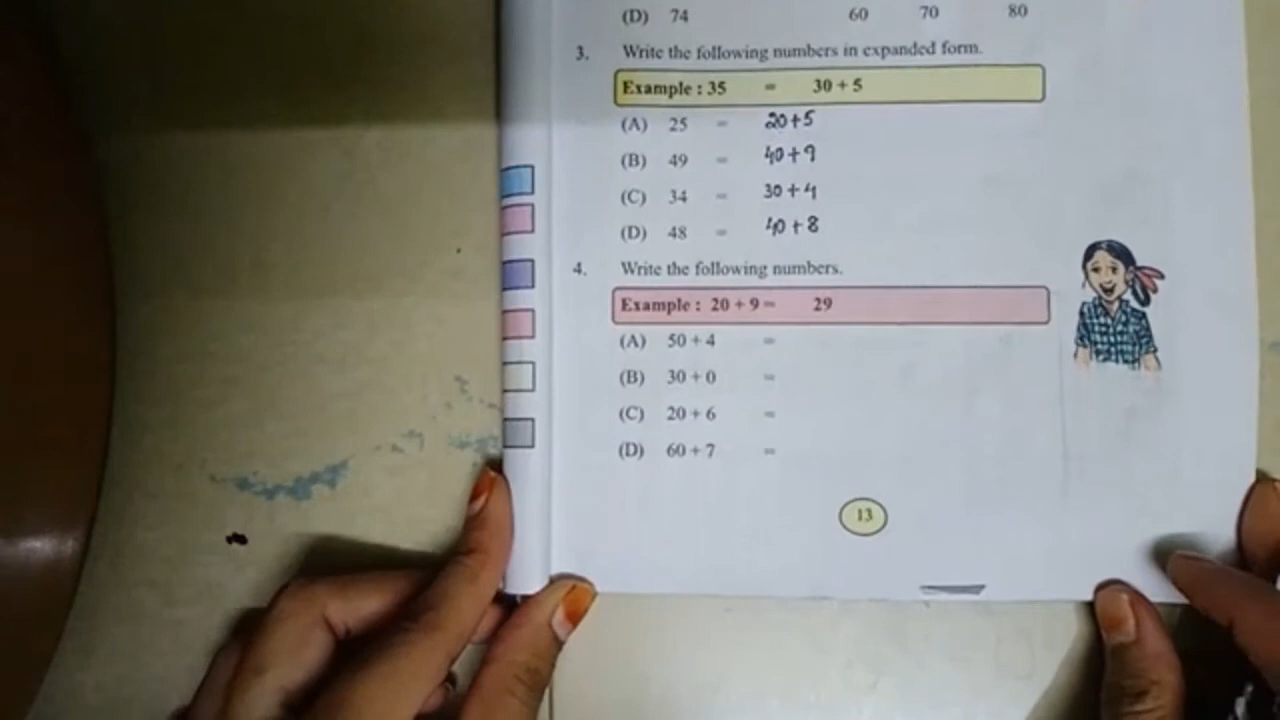 (D) 74 60 70 80
3. Write the following numbers in expanded form.
Example : 35 = 30 + 5
(A) 25 = 20+5
(B) 49 = 40+9
(C) 34 = 30+4
(D) 48 = 40+8
4. Write the following numbers.
Example : 20 + 9 = 29
(A) 50 + 4 =
(B) 30 + 0 =
(C) 20 + 6 =
(D) 60 + 7 =
13